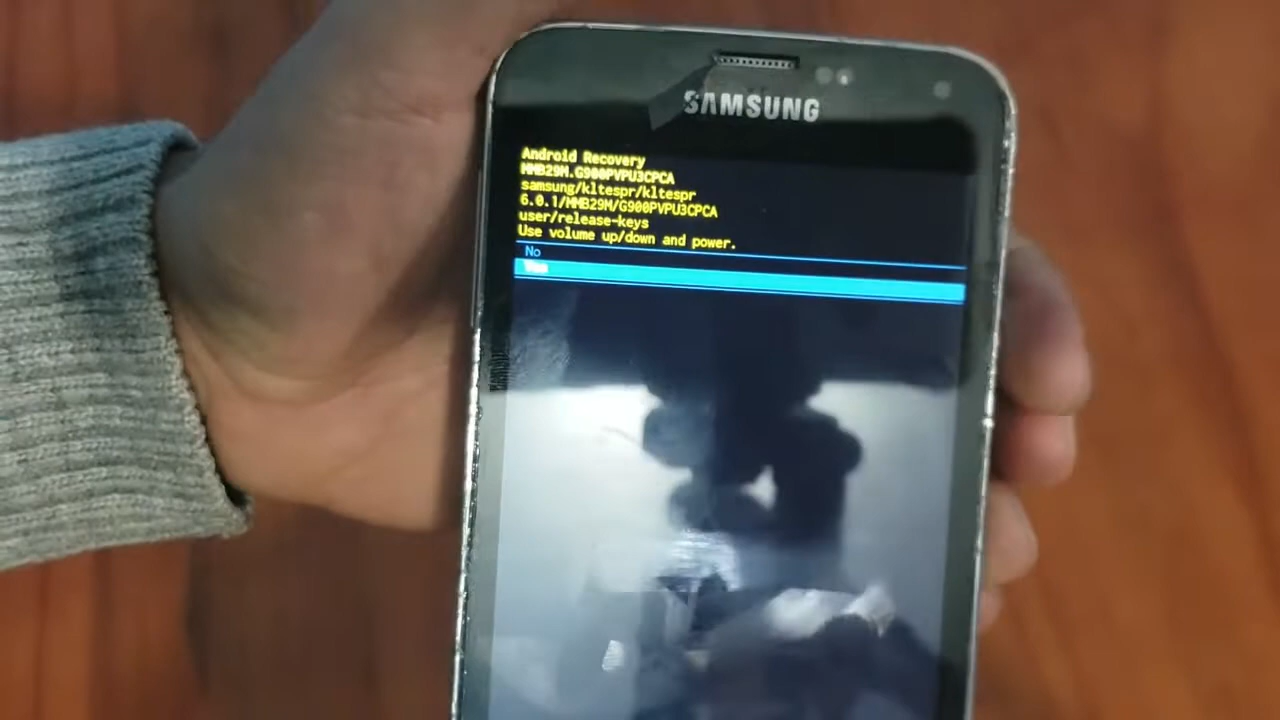 SAMSUNG
Android Recovery
MMB29M.G900PVPU3CPCA
samsung/kltespr/kltespr
6.0.1/MMB29M/G900PVPU3CPCA
user/release-keys
Use volume up/down and power.
No
Yes